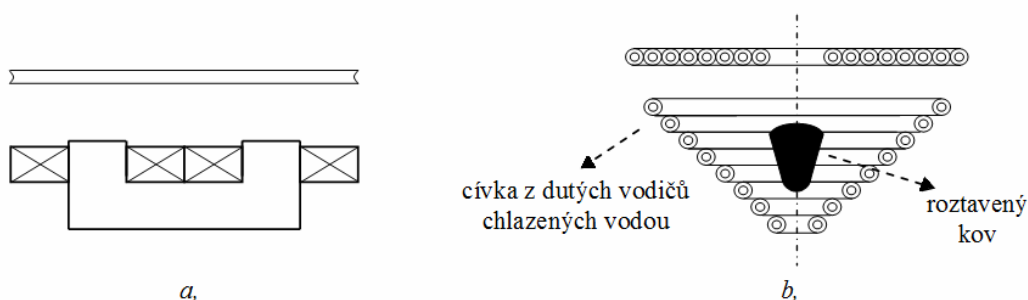 cívka z dutých vodičů
chlazených vodou
roztavený
kov
a,
b,